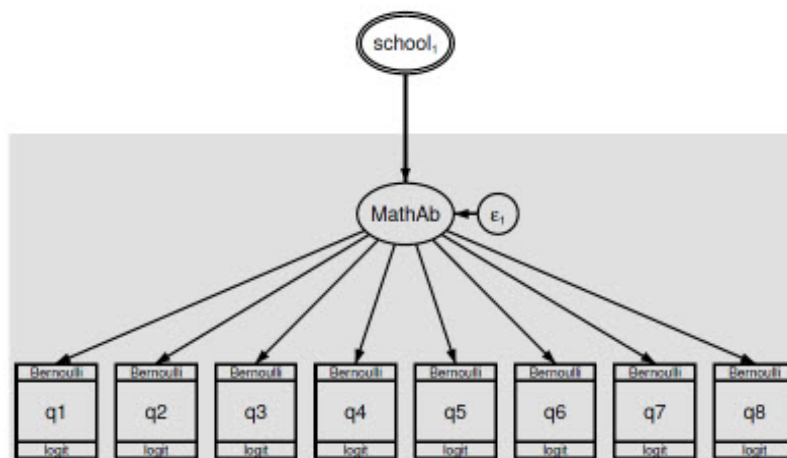 school₁
MathAb
ε₁
Bernoulli Bernoulli Bernoulli Bernoulli Bernoulli Bernoulli Bernoulli Bernoulli
q1 q2 q3 q4 q5 q6 q7 q8
logit logit logit logit logit logit logit logit